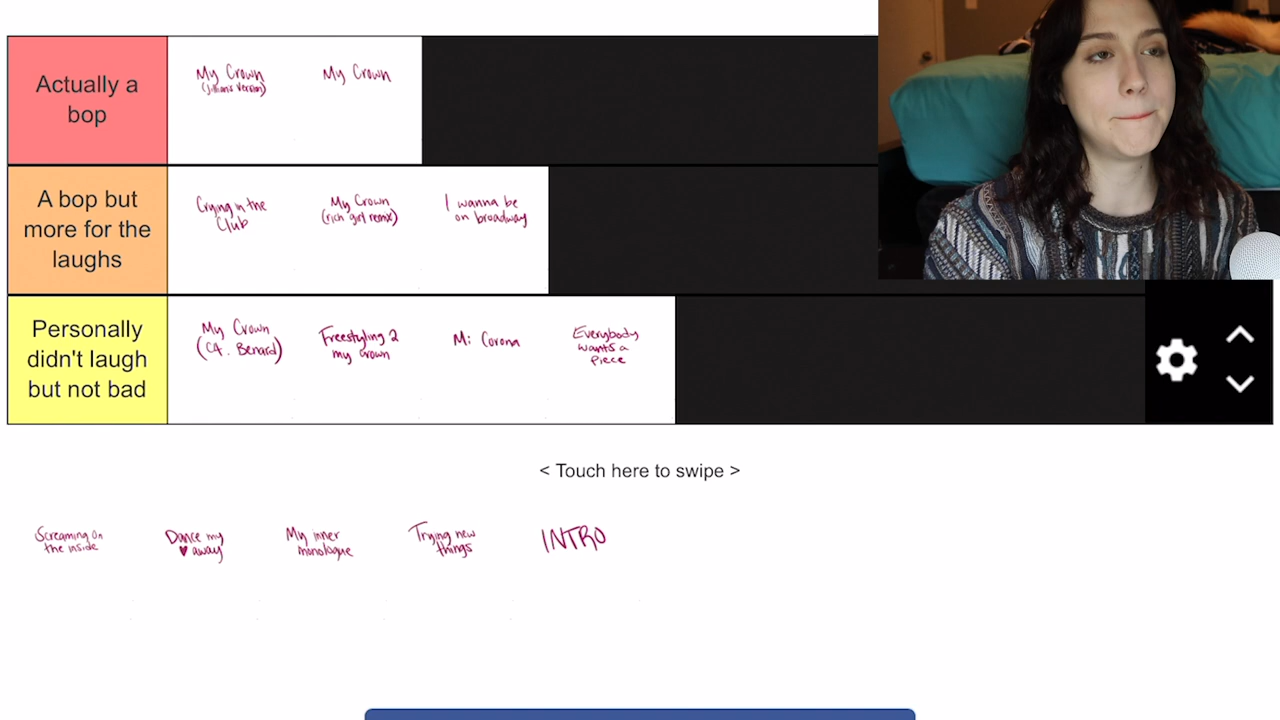 Actually a
bop
My Crown
(Jillian's Version)
My Crown
A bop but
more for the
laughs
Crying in the
Club
My Crown
(rich girl remix)
I wanna be
on broadway
Personally
didn't laugh
but not bad
My Crown
(Ct. Benard)
Freestyling 2
my crown
M: Corona
Everybody
wants a
Piece
< Touch here to swipe >
Screaming On
the inside
Dance my
♥ away
My inner
monologue
Trying new
things
INTRO